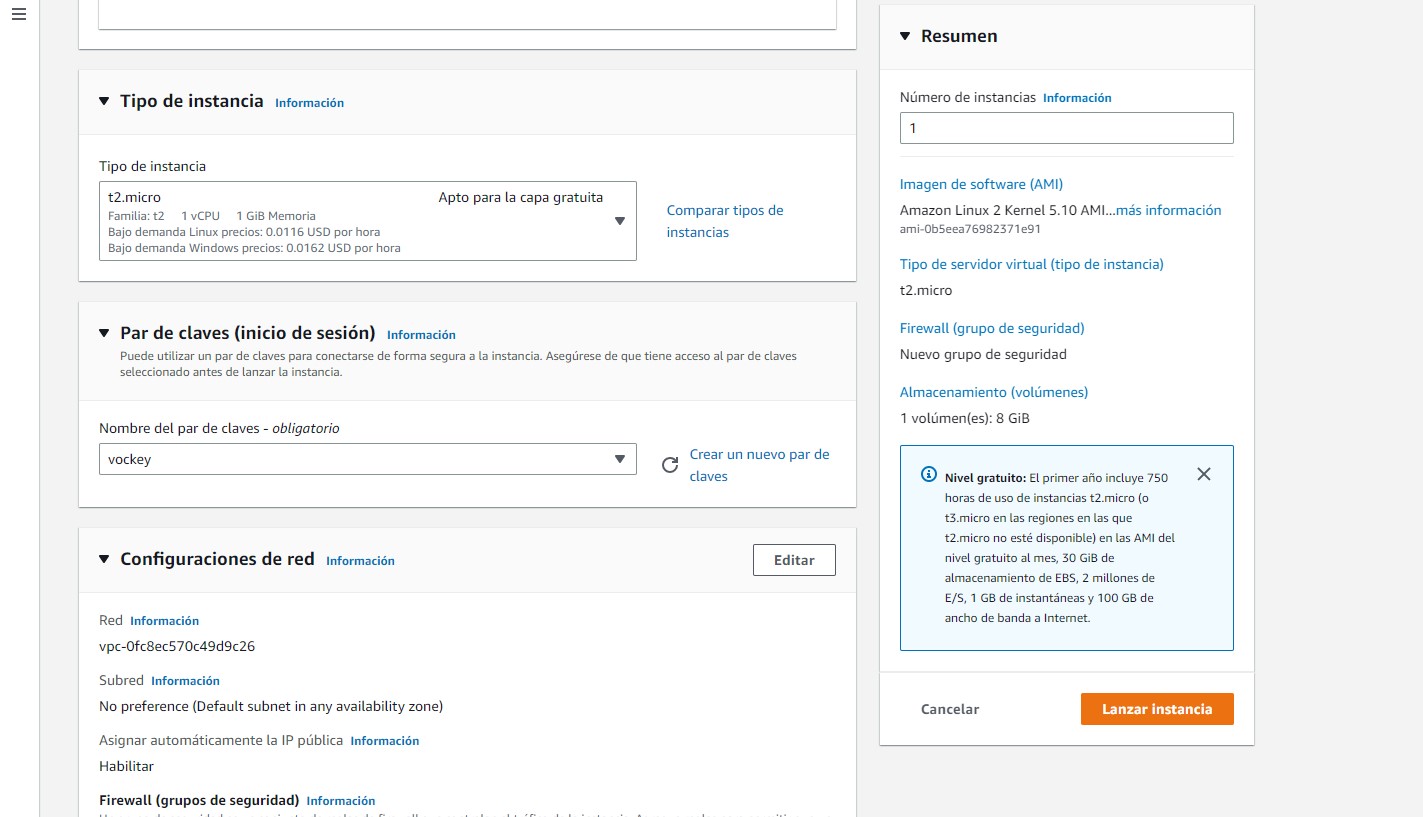 Tipo de instancia Información
Tipo de instancia
t2.micro Apto para la capa gratuita
Familia: t2 1 vCPU 1 GiB Memoria
Bajo demanda Linux precios: 0.0116 USD por hora
Bajo demanda Windows precios: 0.0162 USD por hora
Comparar tipos de
instancias
Par de claves (inicio de sesión) Información
Puede utilizar un par de claves para conectarse de forma segura a la instancia. Asegúrese de que tiene acceso al par de claves
seleccionado antes de lanzar la instancia.
Nombre del par de claves - obligatorio
vockey
Crear un nuevo par de
claves
Configuraciones de red Información
Editar
Red Información
vpc-0fc8ec570c49d9c26
Subred Información
No preference (Default subnet in any availability zone)
Asignar automáticamente la IP pública Información
Habilitar
Firewall (grupos de seguridad) Información
Resumen
Número de instancias Información
1
Imagen de software (AMI)
Amazon Linux 2 Kernel 5.10 AMI...más información
ami-0b5eea76982371e91
Tipo de servidor virtual (tipo de instancia)
t2.micro
Firewall (grupo de seguridad)
Nuevo grupo de seguridad
Almacenamiento (volúmenes)
1 volúmen(es): 8 GiB
Nivel gratuito: El primer año incluye 750
horas de uso de instancias t2.micro (o
t3.micro en las regiones en las que
t2.micro no esté disponible) en las AMI del
nivel gratuito al mes, 30 GiB de
almacenamiento de EBS, 2 millones de
E/S, 1 GB de instantáneas y 100 GB de
ancho de banda a Internet.
Cancelar
Lanzar instancia